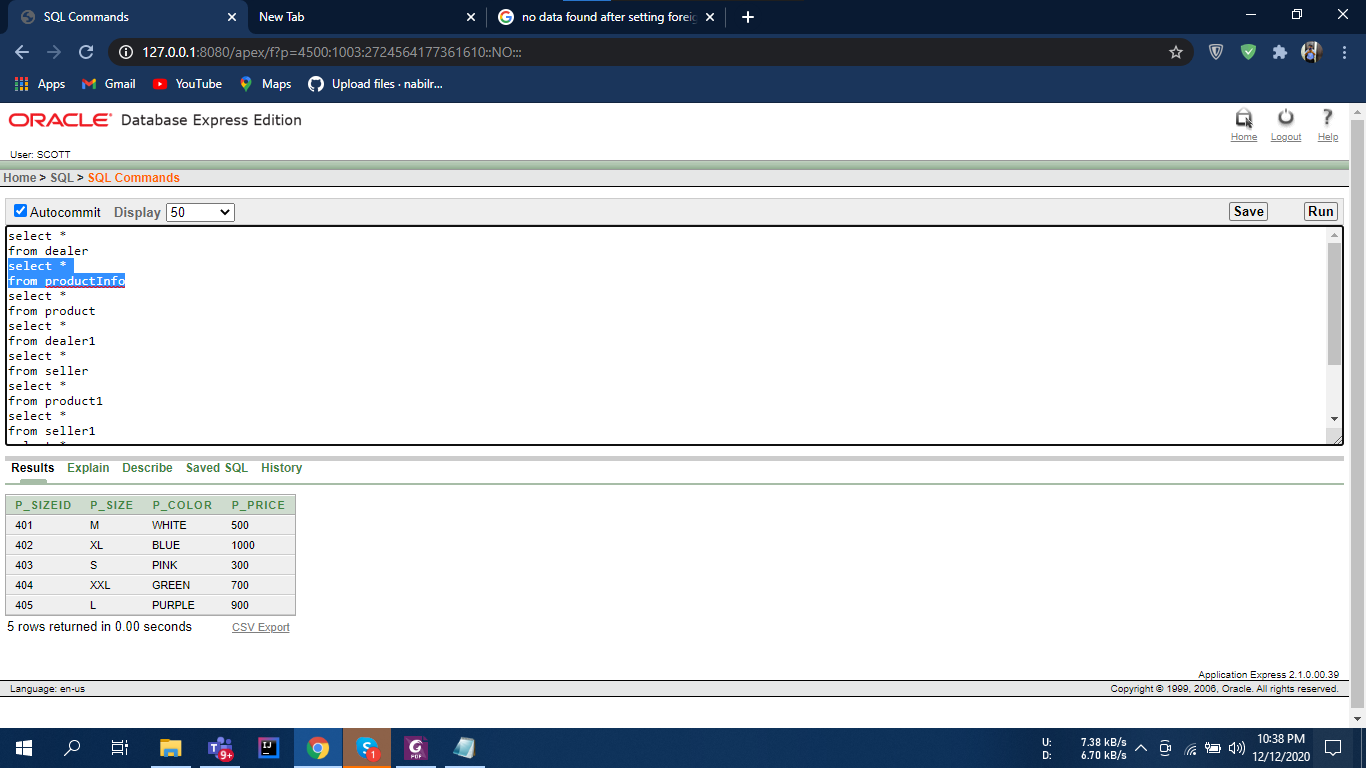 SQL Commands
New Tab
no data found after setting foreig
127.0.0.1:8080/apex/f?p=4500:1003:2724564177361610::NO:::
Apps
Gmail
YouTube
Maps
Upload files · nabilr...
ORACLE Database Express Edition
Home
Logout
Help
User: SCOTT
Home > SQL > SQL Commands
Autocommit Display 50
Save
Run
select *
from dealer
select *
from productInfo
select *
from product
select *
from dealer1
select *
from seller
select *
from product1
select *
from seller1
Results Explain Describe Saved SQL History
P_SIZEID P_SIZE P_COLOR P_PRICE
401 M WHITE 500
402 XL BLUE 1000
403 S PINK 300
404 XXL GREEN 700
405 L PURPLE 900
5 rows returned in 0.00 seconds
CSV Export
Application Express 2.1.0.00.39
Language: en-us
Copyright © 1999, 2006, Oracle. All rights reserved.
9+
IJ
S 1
G PDF
U: 7.38 kB/s
D: 6.70 kB/s
10:38 PM
12/12/2020